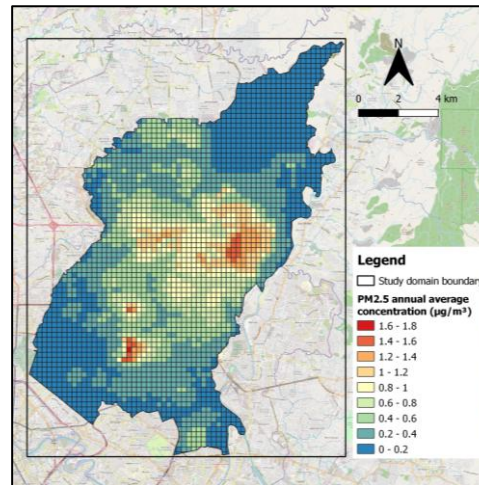 N
0 2 4 km
Legend
Study domain boundary
PM2.5 annual average
concentration (μg/m³)
1.6 - 1.8
1.4 - 1.6
1.2 - 1.4
1 - 1.2
0.8 - 1
0.6 - 0.8
0.4 - 0.6
0.2 - 0.4
0 - 0.2